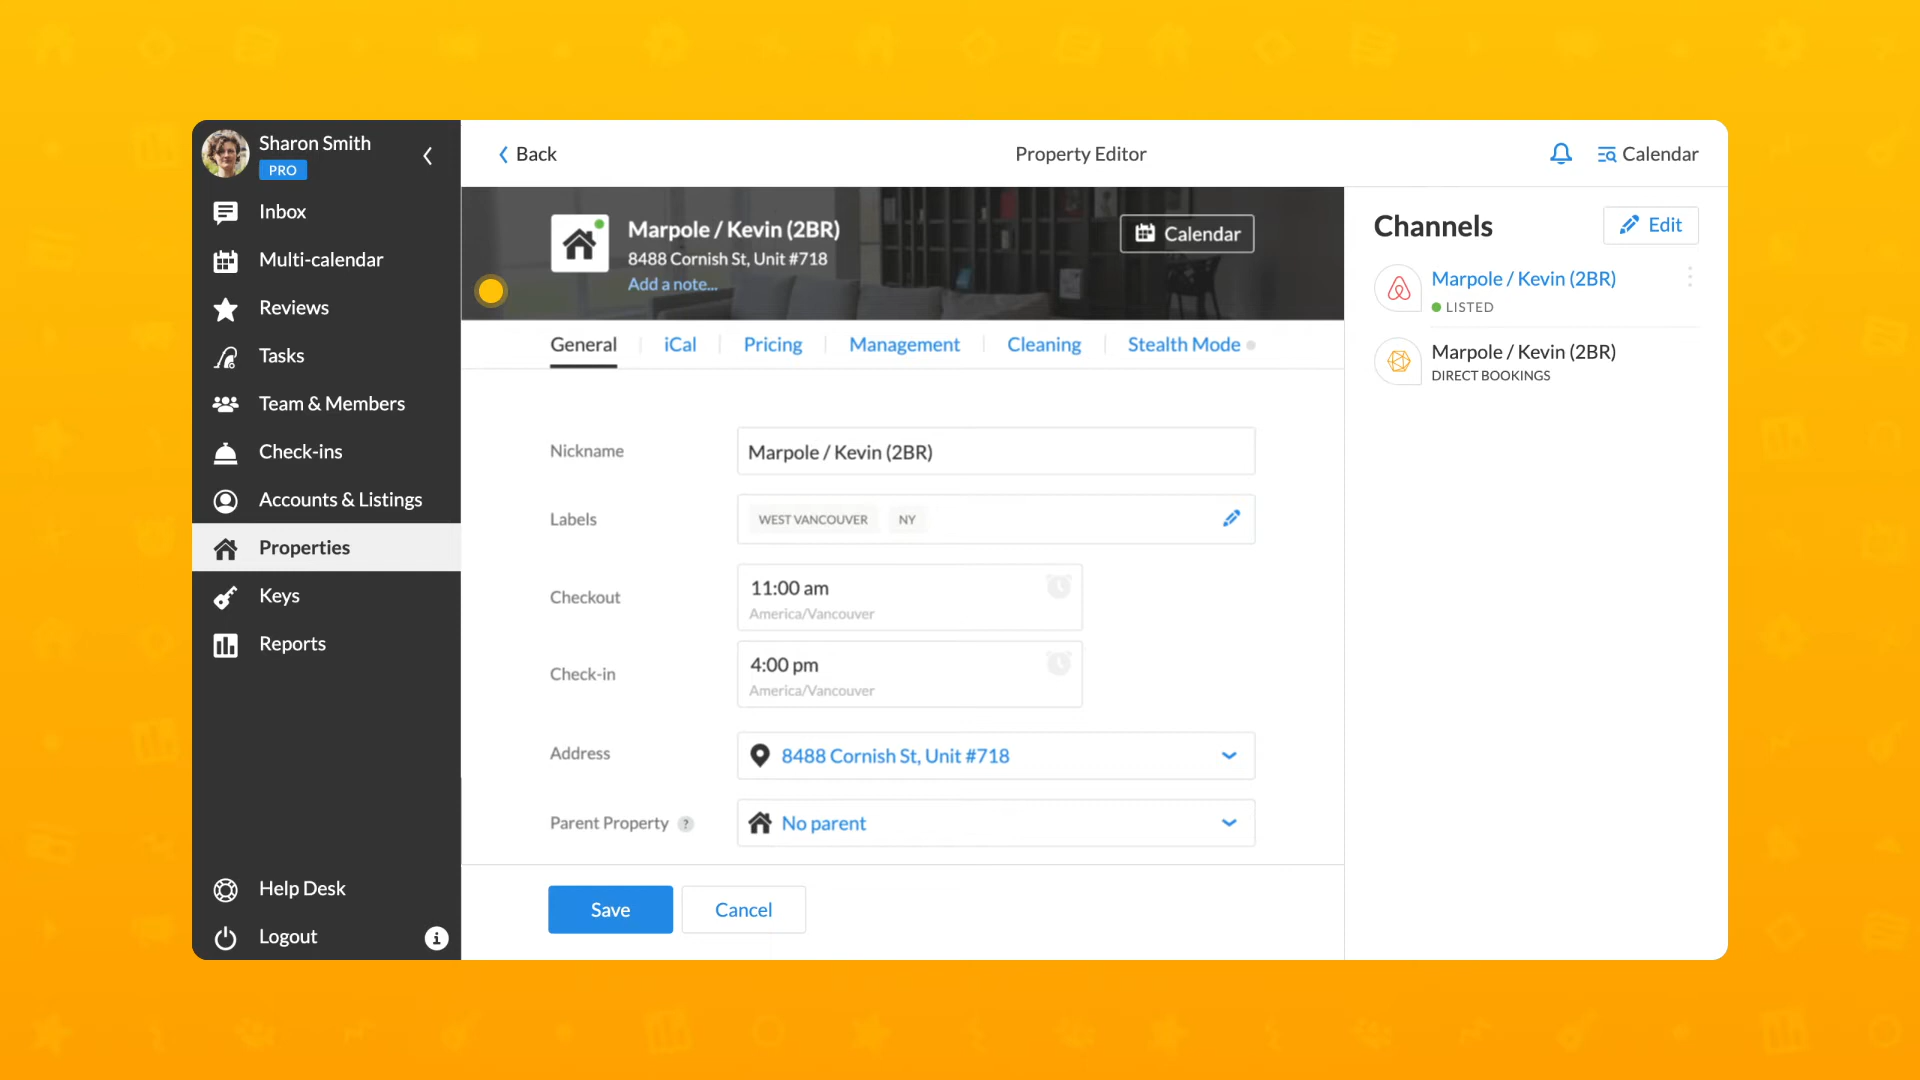 Sharon Smith
PRO
Inbox
Multi-calendar
Reviews
Tasks
Team & Members
Check-ins
Accounts & Listings
Properties
Keys
Reports
Help Desk
Logout
Back
Property Editor
Calendar
Marpole / Kevin (2BR)
8488 Cornish St, Unit #718
Add a note...
Calendar
General
iCal
Pricing
Management
Cleaning
Stealth Mode
Nickname
Marpole / Kevin (2BR)
Labels
WEST VANCOUVER
NY
Checkout
11:00 am
America/Vancouver
Check-in
4:00 pm
America/Vancouver
Address
8488 Cornish St, Unit #718
Parent Property ?
No parent
Save
Cancel
Channels
Edit
Marpole / Kevin (2BR)
LISTED
Marpole / Kevin (2BR)
DIRECT BOOKINGS